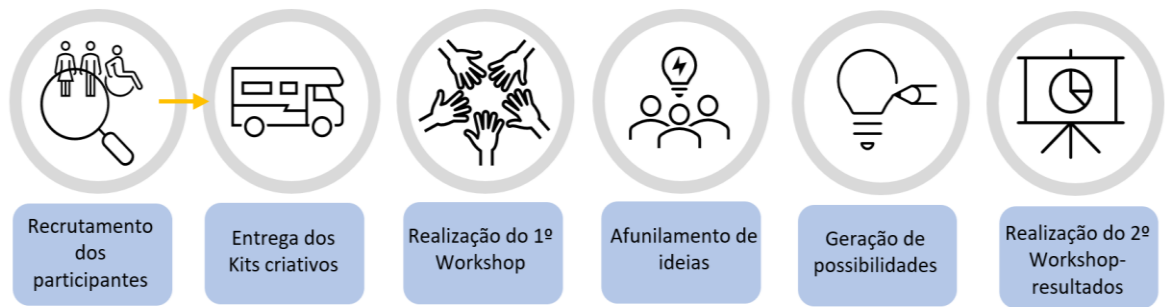 Recrutamento
dos
participantes
Entrega dos
Kits criativos
Realização do 1º
Workshop
Afunilamento de
ideias
Geração de
possibilidades
Realização do 2º
Workshop-
resultados